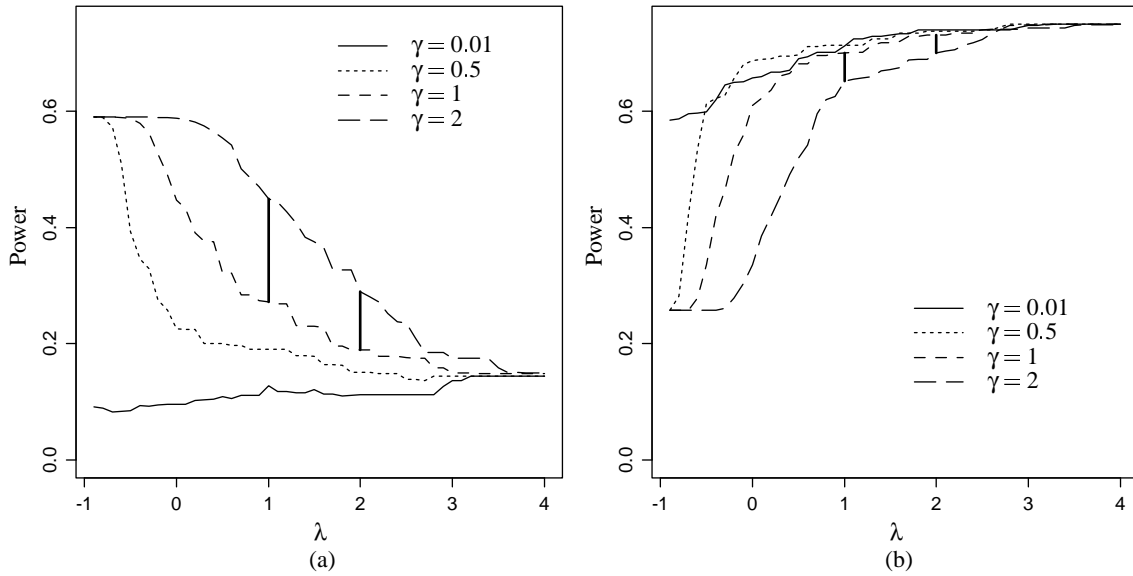 Power
0.0
0.2
0.4
0.6
-1 0 1 2 3 4
λ
(a)
γ = 0.01
γ = 0.5
γ = 1
γ = 2
Power
0.0
0.2
0.4
0.6
-1 0 1 2 3 4
λ
(b)
γ = 0.01
γ = 0.5
γ = 1
γ = 2